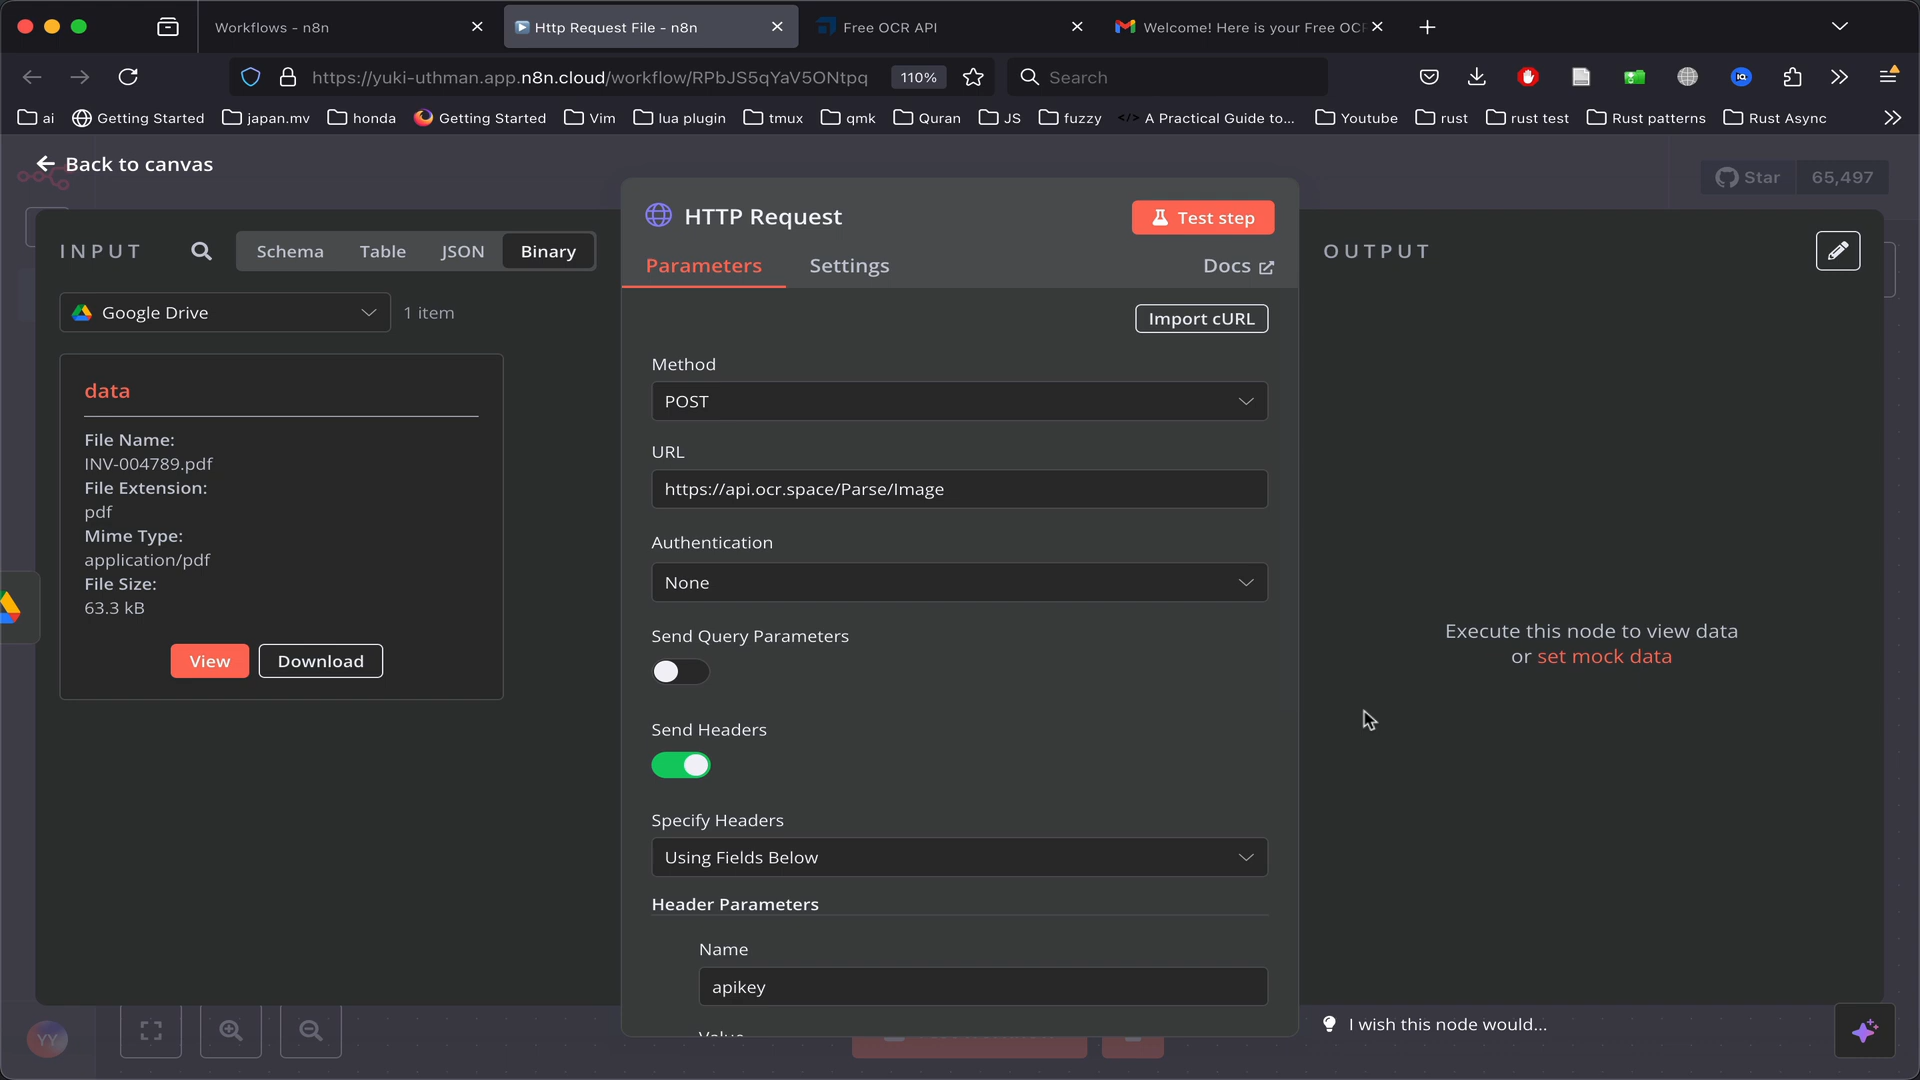 Workflows - n8n
Http Request File - n8n
Free OCR API
Welcome! Here is your Free OCR
https://yuki-uthman.app.n8n.cloud/workflow/RPbJS5qYaV5ONtpq
110%
Search
ai
Getting Started
japan.mv
honda
Getting Started
Vim
lua plugin
tmux
qmk
Quran
JS
fuzzy
A Practical Guide to...
Youtube
rust
rust test
Rust patterns
Rust Async
Back to canvas
Star
65,497
INPUT
Schema
Table
JSON
Binary
Google Drive
1 item
data
File Name:
INV-004789.pdf
File Extension:
pdf
Mime Type:
application/pdf
File Size:
63.3 kB
View
Download
HTTP Request
Test step
Parameters
Settings
Docs
Import cURL
Method
POST
URL
https://api.ocr.space/Parse/Image
Authentication
None
Send Query Parameters
Send Headers
Specify Headers
Using Fields Below
Header Parameters
Name
apikey
Value
OUTPUT
Execute this node to view data
or set mock data
I wish this node would...
YY